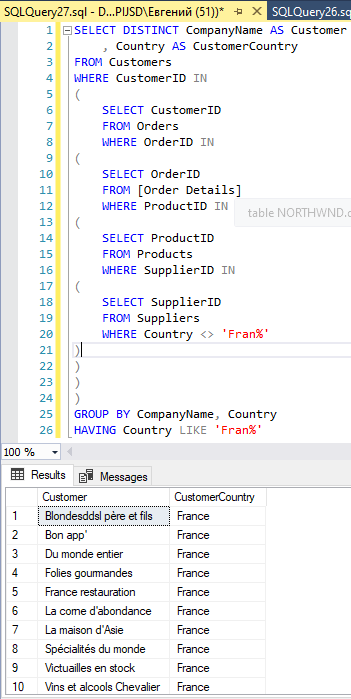 SQLQuery27.sql - D...PIJSD\Евгений (51))* SQLQuery26.sq
1 SELECT DISTINCT CompanyName AS Customer
2 , Country AS CustomerCountry
3 FROM Customers
4 WHERE CustomerID IN
5 (
6 SELECT CustomerID
7 FROM Orders
8 WHERE OrderID IN
9 (
10 SELECT OrderID
11 FROM [Order Details]
12 WHERE ProductID IN table NORTHWND.
13 (
14 SELECT ProductID
15 FROM Products
16 WHERE SupplierID IN
17 (
18 SELECT SupplierID
19 FROM Suppliers
20 WHERE Country <> 'Fran%'
21 )
22 )
23 )
24 )
25 GROUP BY CompanyName, Country
26 HAVING Country LIKE 'Fran%'
100 %
Results Messages
Customer CustomerCountry
1 Blondesddsl père et fils France
2 Bon app' France
3 Du monde entier France
4 Folies gourmandes France
5 France restauration France
6 La corne d'abondance France
7 La maison d'Asie France
8 Spécialités du monde France
9 Victuailles en stock France
10 Vins et alcools Chevalier France